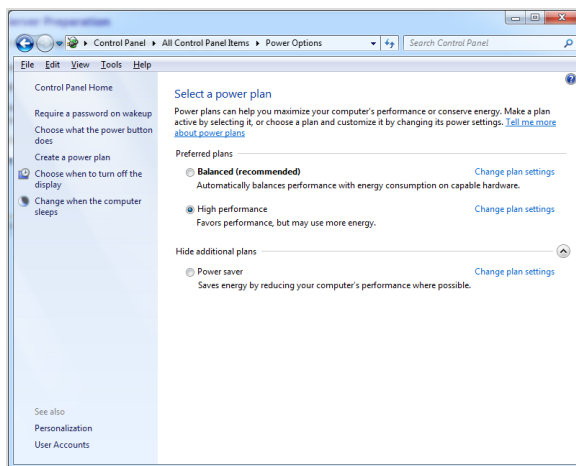 erver Preparation
Control Panel ▸ All Control Panel Items ▸ Power Options
Search Control Panel
File Edit View Tools Help
Control Panel Home
Require a password on wakeup
Choose what the power button
does
Create a power plan
Choose when to turn off the
display
Change when the computer
sleeps
See also
Personalization
User Accounts
Select a power plan
Power plans can help you maximize your computer's performance or conserve energy. Make a plan
active by selecting it, or choose a plan and customize it by changing its power settings. Tell me more
about power plans
Preferred plans
Balanced (recommended) Change plan settings
Automatically balances performance with energy consumption on capable hardware.
High performance Change plan settings
Favors performance, but may use more energy.
Hide additional plans
Power saver Change plan settings
Saves energy by reducing your computer's performance where possible.